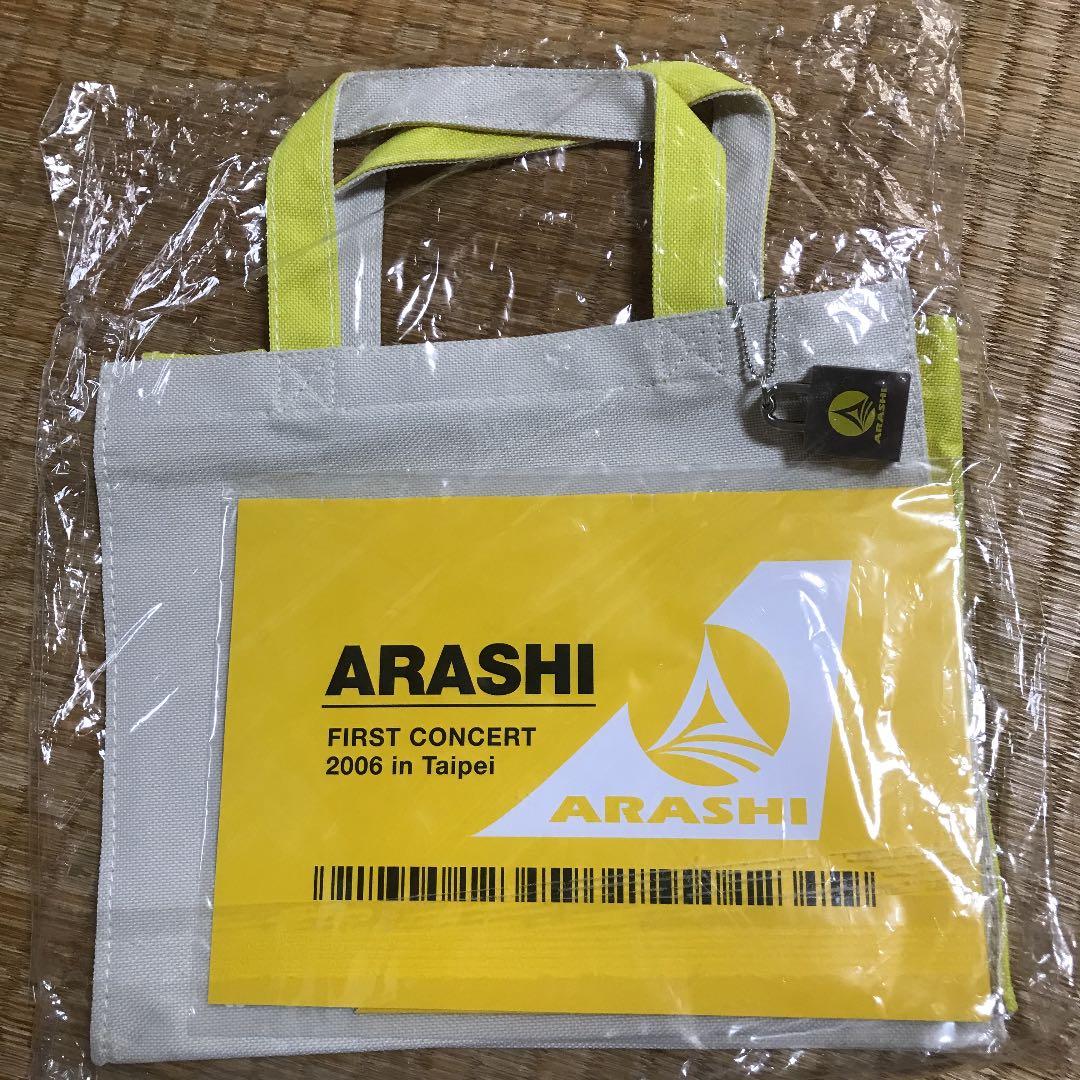 ARASHI
ARASHI
FIRST CONCERT
2006 in Taipei
ARASHI